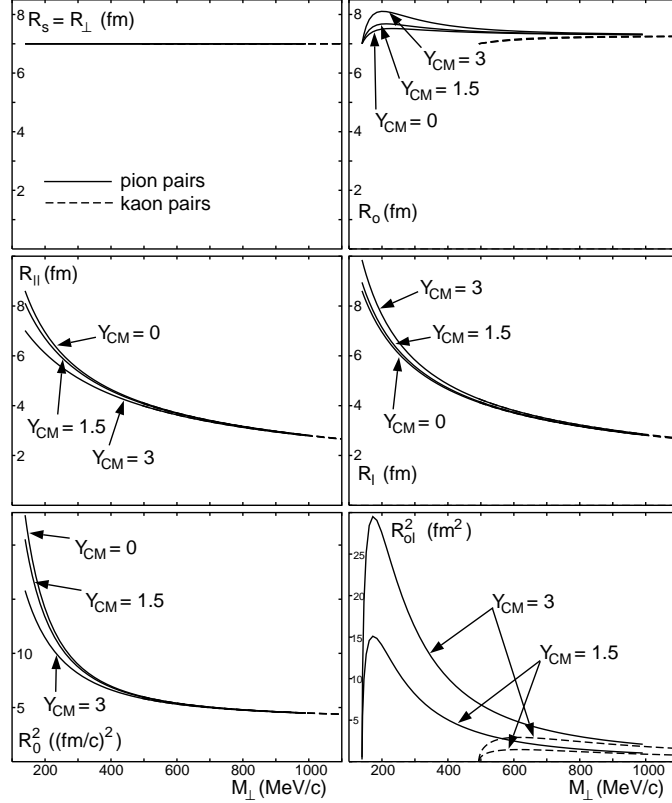 R_s = R_⊥ (fm)
8
6
4
2
pion pairs
kaon pairs
8
6
4
2
Y_CM = 3
Y_CM = 1.5
Y_CM = 0
R_o (fm)
R_|| (fm)
8
6
4
2
Y_CM = 0
Y_CM = 1.5
Y_CM = 3
8
6
4
2
Y_CM = 3
Y_CM = 1.5
Y_CM = 0
R_l (fm)
10
5
Y_CM = 0
Y_CM = 1.5
Y_CM = 3
R_0^2 ((fm/c)^2)
200 400 600 800 1000
M_⊥ (MeV/c)
R_ol^2 (fm^2)
25
20
15
10
5
Y_CM = 3
Y_CM = 1.5
200 400 600 800 1000
M_⊥ (MeV/c)